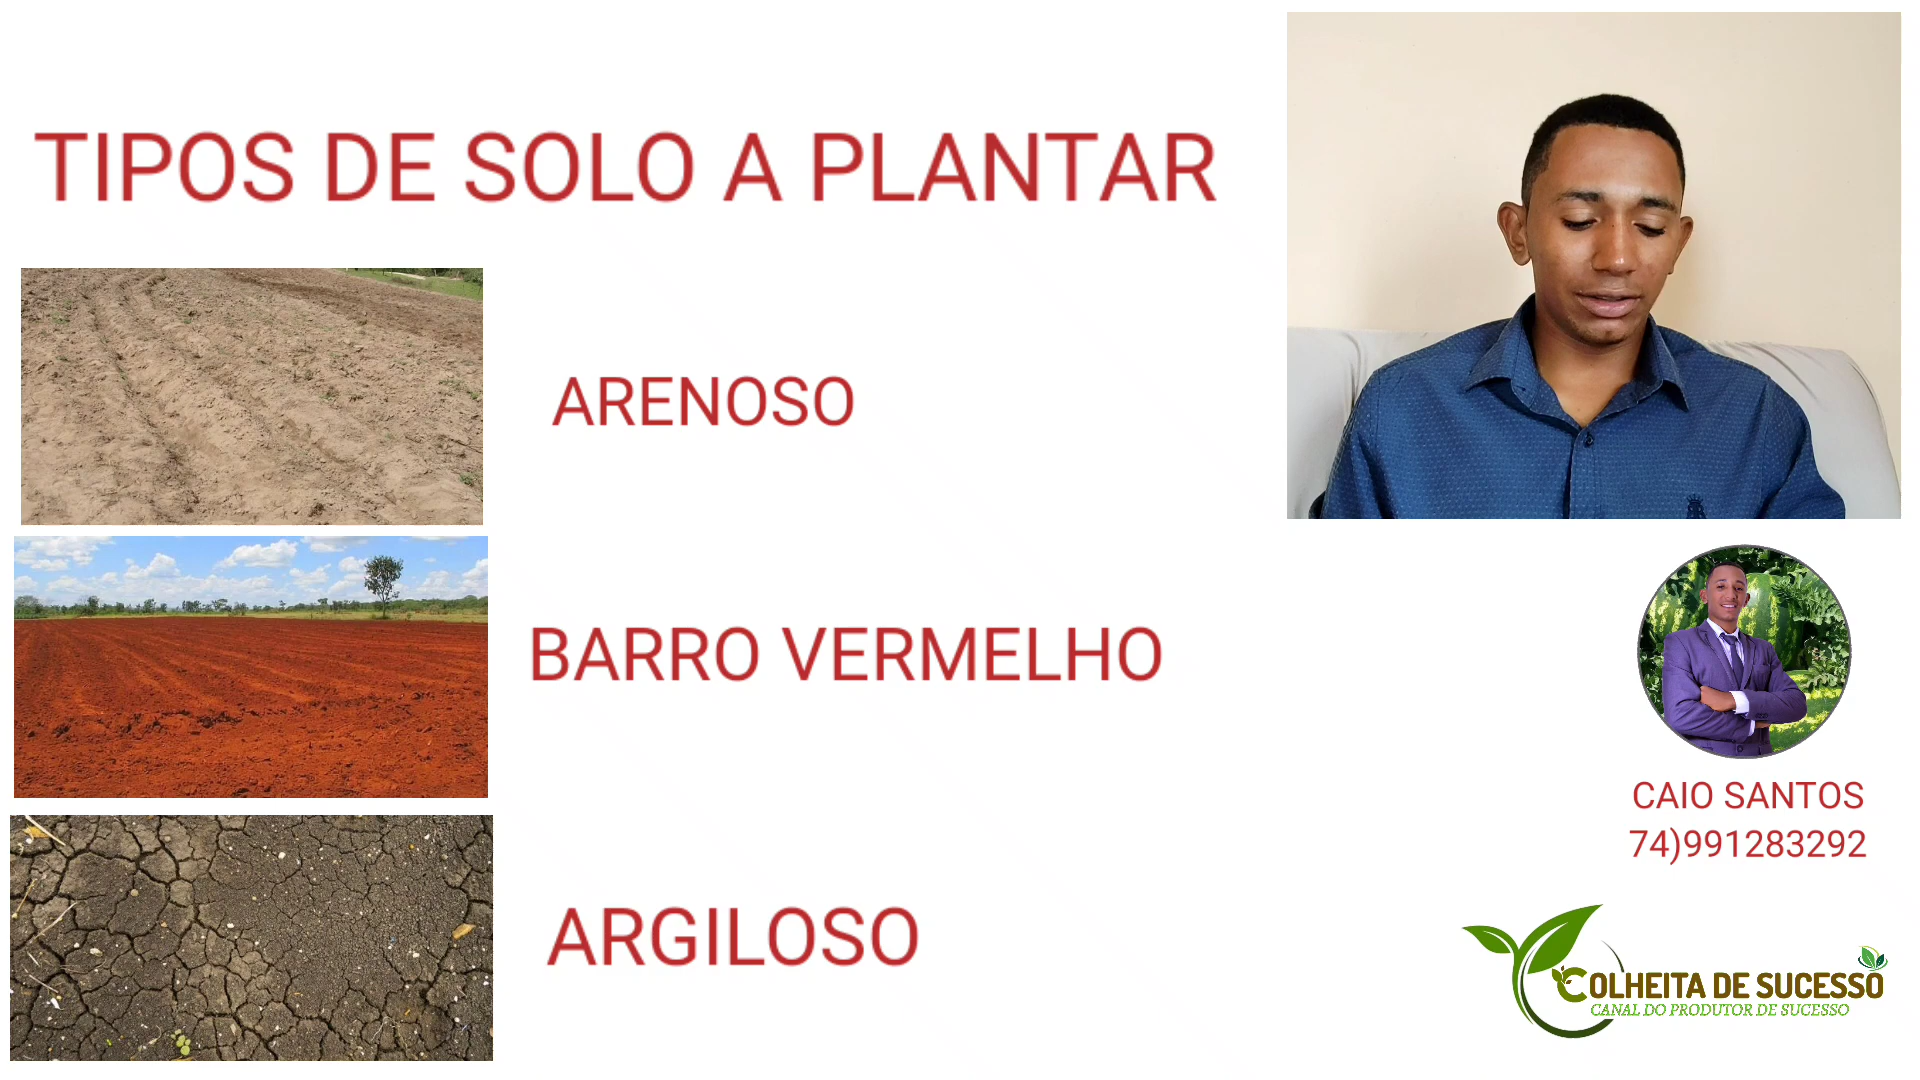 TIPOS DE SOLO A PLANTAR
ARENOSO
BARRO VERMELHO
ARGILOSO
CAIO SANTOS
74)991283292
COLHEITA DE SUCESSO
CANAL DO PRODUTOR DE SUCESSO